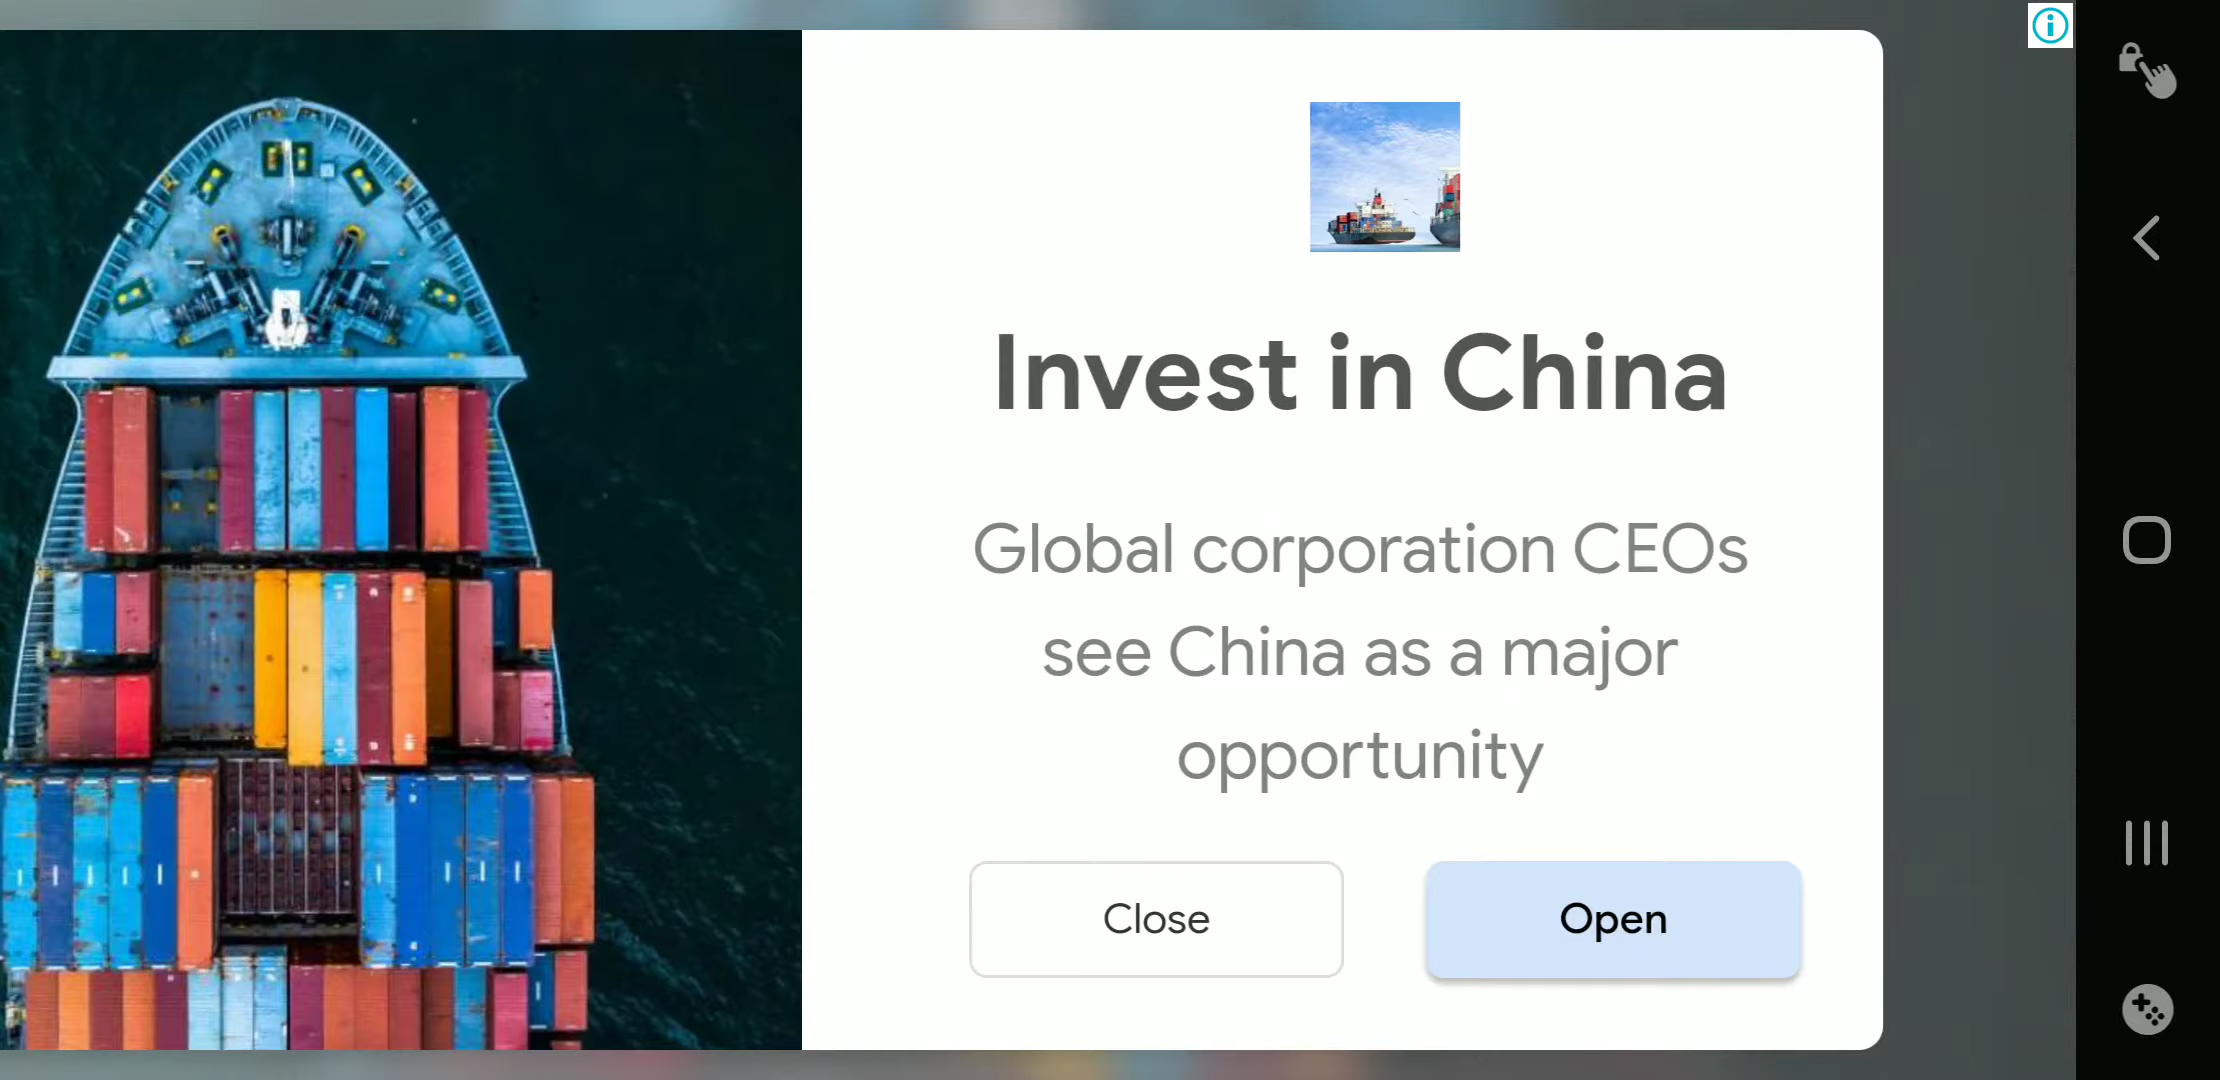 Invest in China
Global corporation CEOs
see China as a major
opportunity
Close
Open